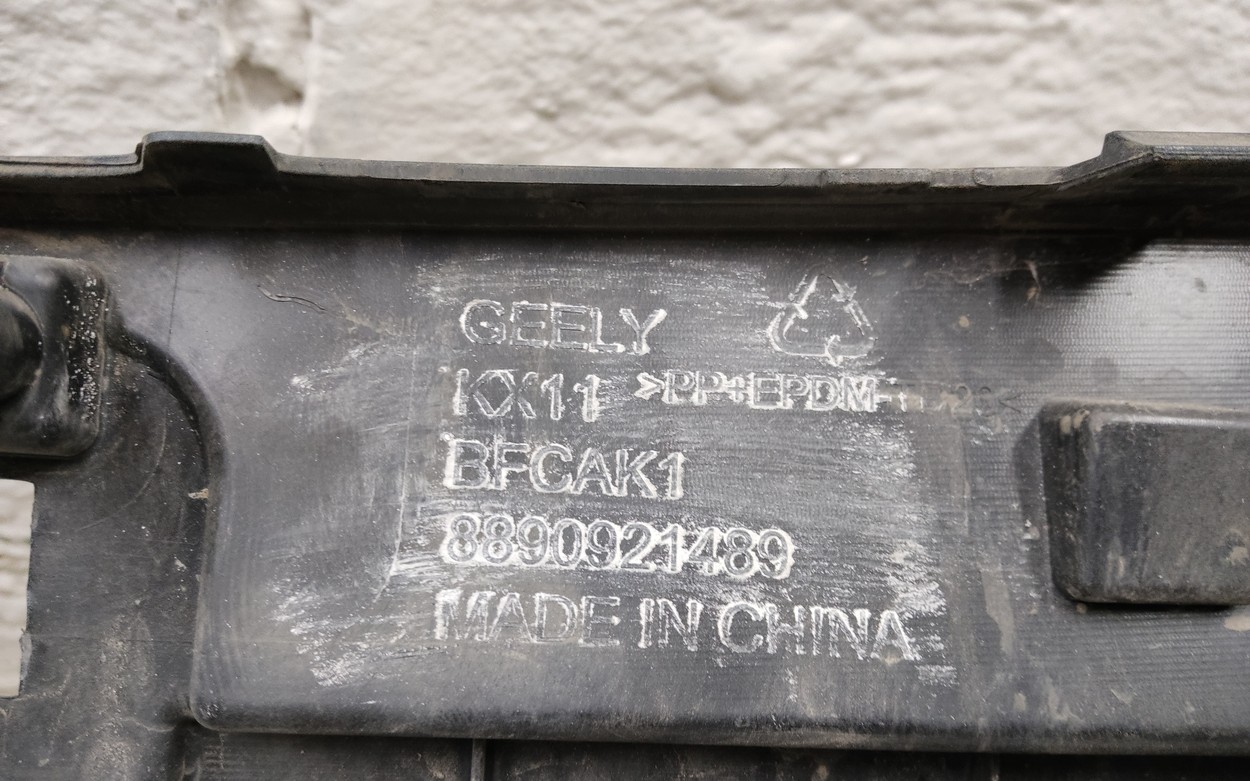 GEELY
KX11 >PP+EPDM-
BFCAK1
8890921489
MADE IN CHINA